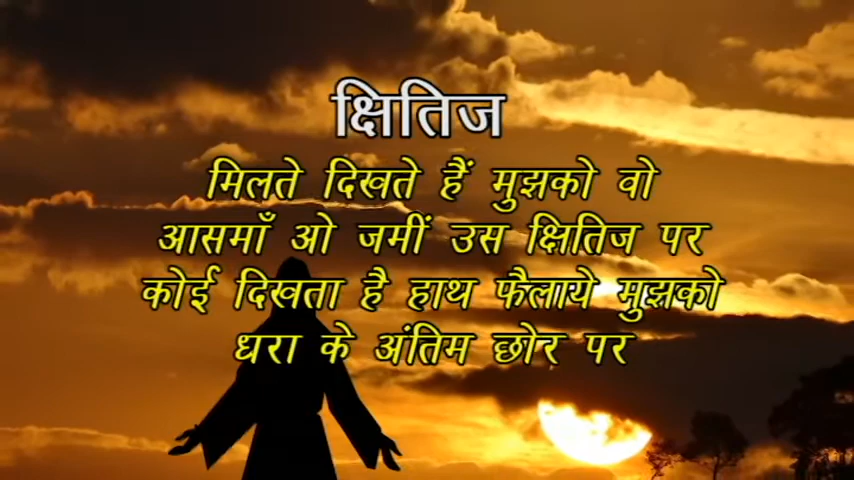 क्षितिज
मिलते दिखते हैं मुझको वो
आसमाँ ओ जमीं उस क्षितिज पर
कोई दिखता है हाथ फैलाये मुझको
धरा के अंतिम छोर पर